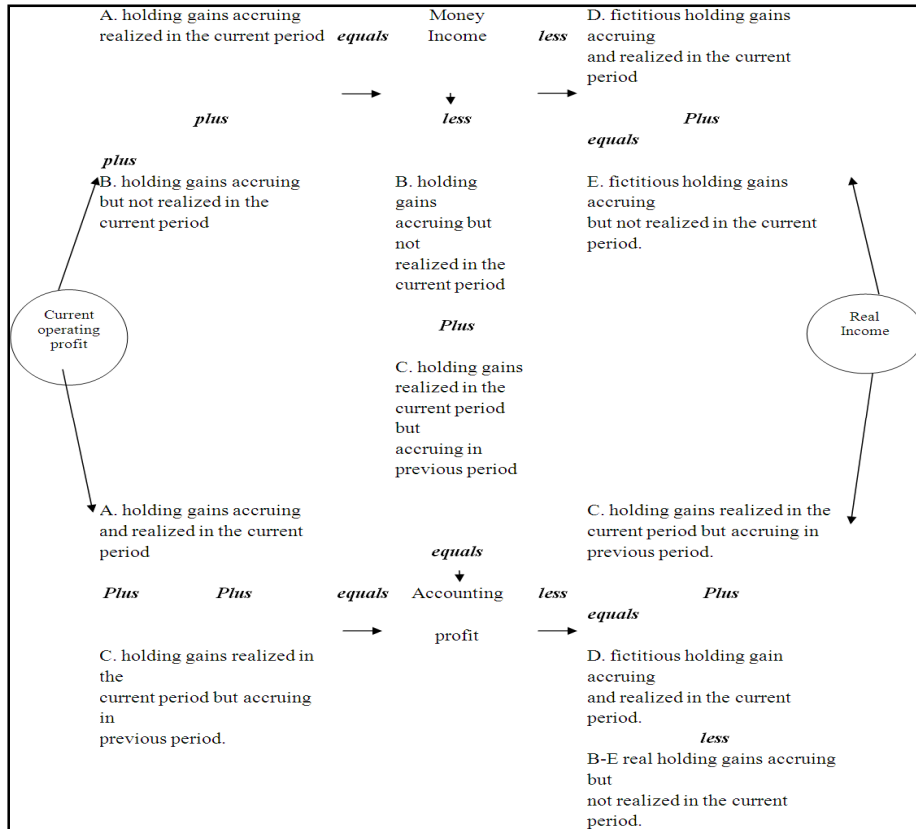 A. holding gains accruing
realized in the current period
equals
Money
Income
less
D. fictitious holding gains
accruing
and realized in the current
period
plus
less
Plus
equals
plus
B. holding gains accruing
but not realized in the
current period
B. holding
gains
accruing but
not
realized in the
current period
E. fictitious holding gains
accruing
but not realized in the current
period.
Current
operating
profit
Real
Income
Plus
C. holding gains
realized in the
current period
but
accruing in
previous period
A. holding gains accruing
and realized in the current
period
C. holding gains realized in the
current period but accruing in
previous period.
equals
Plus
Plus
equals
Accounting
profit
less
Plus
equals
C. holding gains realized in
the
current period but accruing
in
previous period.
D. fictitious holding gain
accruing
and realized in the current
period.
less
B-E real holding gains accruing
but
not realized in the current
period.